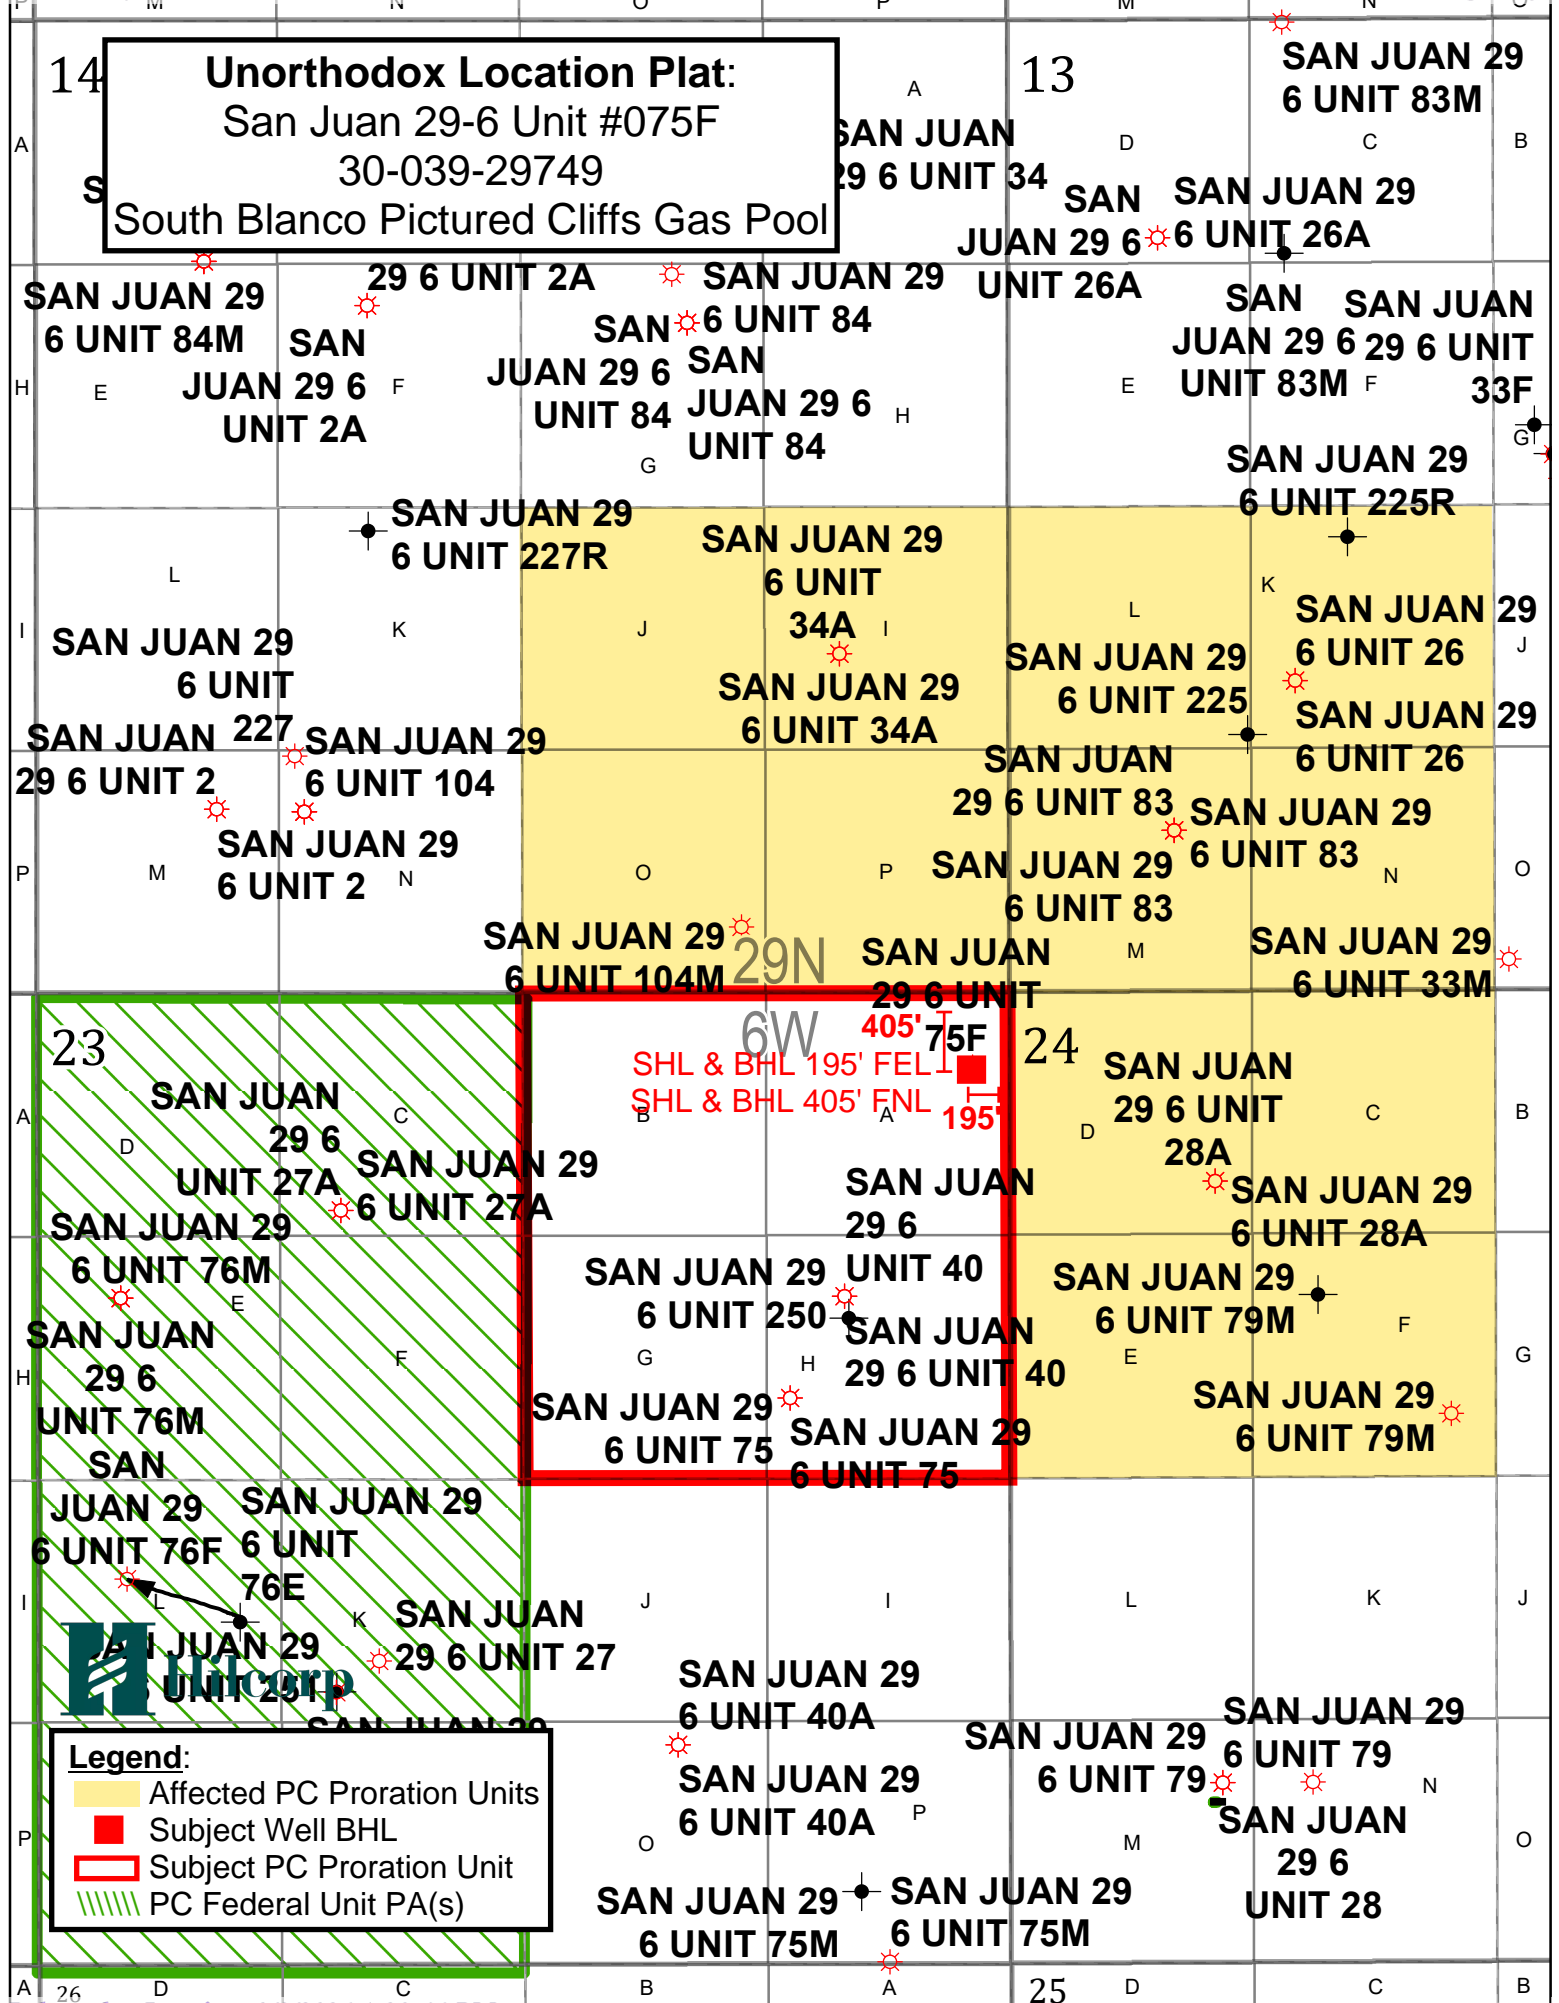 P M N O P M N O
14
Unorthodox Location Plat:
San Juan 29-6 Unit #075F
30-039-29749
South Blanco Pictured Cliffs Gas Pool
13
SAN JUAN 29
6 UNIT 83M
A
SAN JUAN
29 6 UNIT 34
A
D
C
B
S
SAN
JUAN 29 6
UNIT 26A
SAN JUAN 29
6 UNIT 26A
29 6 UNIT 2A
SAN JUAN 29
6 UNIT 84
SAN JUAN 29
6 UNIT 84M
SAN
JUAN 29 6
UNIT 2A
SAN
JUAN 29 6
UNIT 84
SAN
JUAN 29 6
UNIT 84
SAN
JUAN 29 6
UNIT 83M
SAN JUAN
29 6 UNIT
33F
H
E
F
G
H
E
F
G
SAN JUAN 29
6 UNIT 225R
SAN JUAN 29
6 UNIT 227R
SAN JUAN 29
6 UNIT
34A
SAN JUAN 29
6 UNIT 34A
L
K
I
K
J
I
L
J
SAN JUAN 29
6 UNIT
227
SAN JUAN 29
6 UNIT 225
SAN JUAN 29
6 UNIT 26
SAN JUAN 29
6 UNIT 26
SAN JUAN
29 6 UNIT 2
SAN JUAN 29
6 UNIT 104
SAN JUAN 29
6 UNIT 2
SAN JUAN
29 6 UNIT 83
SAN JUAN 29
6 UNIT 83
SAN JUAN 29
6 UNIT 83
P
M
N
O
P
M
N
O
SAN JUAN 29
6 UNIT 104M
29N
6W
SAN JUAN
29 6 UNIT
75F
SAN JUAN 29
6 UNIT 33M
23
24
405'
SHL & BHL 195' FEL
SHL & BHL 405' FNL
195'
A
D
C
B
A
D
C
B
SAN JUAN
29 6
UNIT 27A
SAN JUAN 29
6 UNIT 27A
SAN JUAN
29 6 UNIT
28A
SAN JUAN 29
6 UNIT 28A
SAN JUAN 29
6 UNIT 76M
SAN JUAN
29 6
UNIT 76M
SAN JUAN
29 6
UNIT 40
SAN JUAN 29
6 UNIT 250
SAN JUAN
29 6 UNIT 40
SAN JUAN 29
6 UNIT 79M
SAN JUAN 29
6 UNIT 79M
H
E
F
G
H
E
F
G
SAN JUAN 29
6 UNIT 75
SAN JUAN 29
6 UNIT 75
SAN
JUAN 29
6 UNIT 76F
SAN JUAN 29
6 UNIT
76E
I
L
K
J
I
L
K
J
SAN JUAN
29 6 UNIT 27
SAN JUAN 29
6 UNIT 251
Hilcorp
SAN JUAN 29
SAN JUAN 29
6 UNIT 40A
SAN JUAN 29
6 UNIT 40A
SAN JUAN 29
6 UNIT 79
SAN JUAN 29
6 UNIT 79
SAN JUAN
29 6
UNIT 28
P
O
P
M
N
O
Legend:
Affected PC Proration Units
Subject Well BHL
Subject PC Proration Unit
PC Federal Unit PA(s)
SAN JUAN 29
6 UNIT 75M
SAN JUAN 29
6 UNIT 75M
A
26
D
C
B
A
25
D
C
B